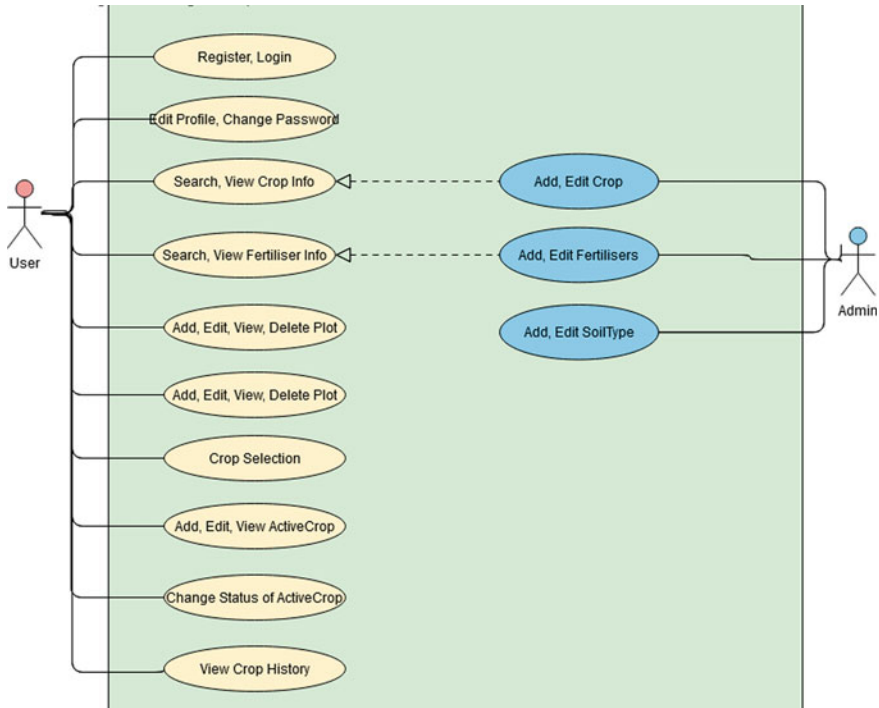 Register, Login
Edit Profile, Change Password
Search, View Crop Info
Add, Edit Crop
User
Search, View Fertiliser Info
Add, Edit Fertilisers
Admin
Add, Edit, View, Delete Plot
Add, Edit SoilType
Add, Edit, View, Delete Plot
Crop Selection
Add, Edit, View ActiveCrop
Change Status of ActiveCrop
View Crop History